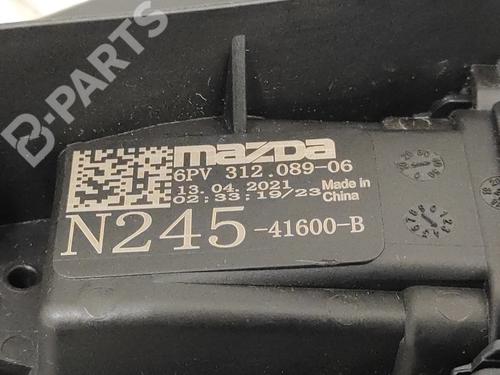 B-PARTS
mazda
6PV 312.089-06
13.04.2021
02:33:19/23
Made in
China
N245-41600-B